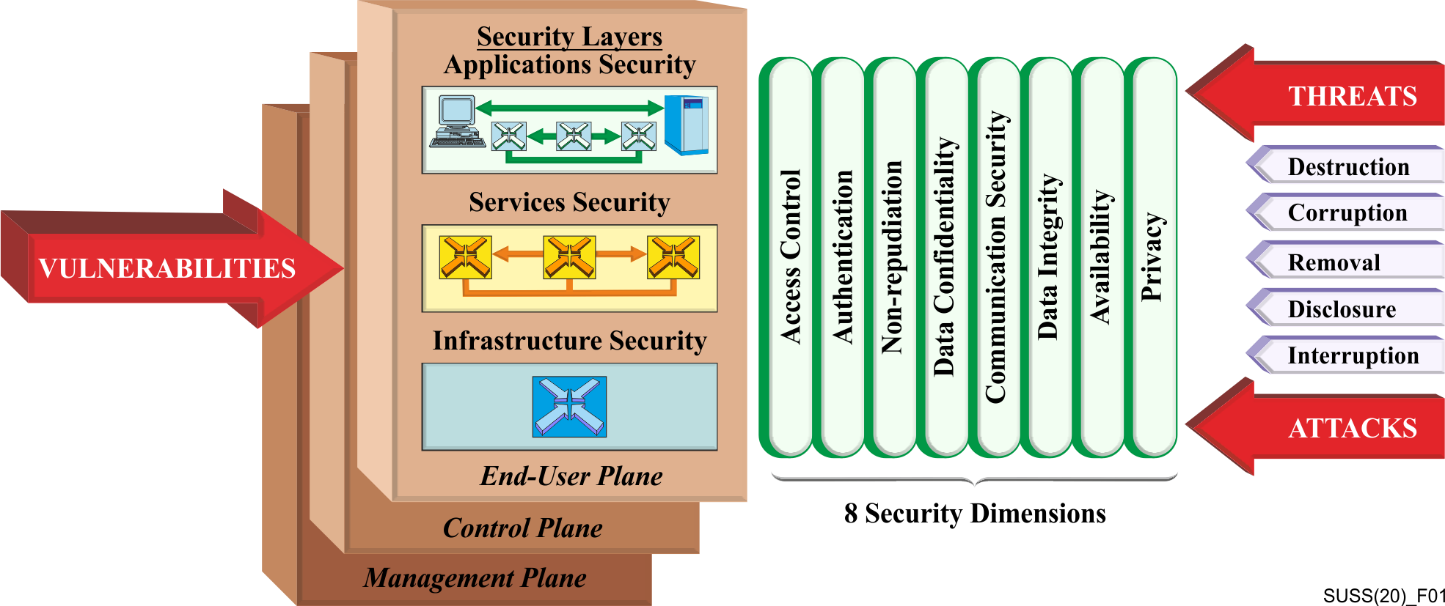 Security Layers
Applications Security
Services Security
Infrastructure Security
End-User Plane
Control Plane
Management Plane
VULNERABILITIES
Access Control
Authentication
Non-repudiation
Data Confidentiality
Communication Security
Data Integrity
Availability
Privacy
8 Security Dimensions
THREATS
Destruction
Corruption
Removal
Disclosure
Interruption
ATTACKS
SUSS(20)_F01